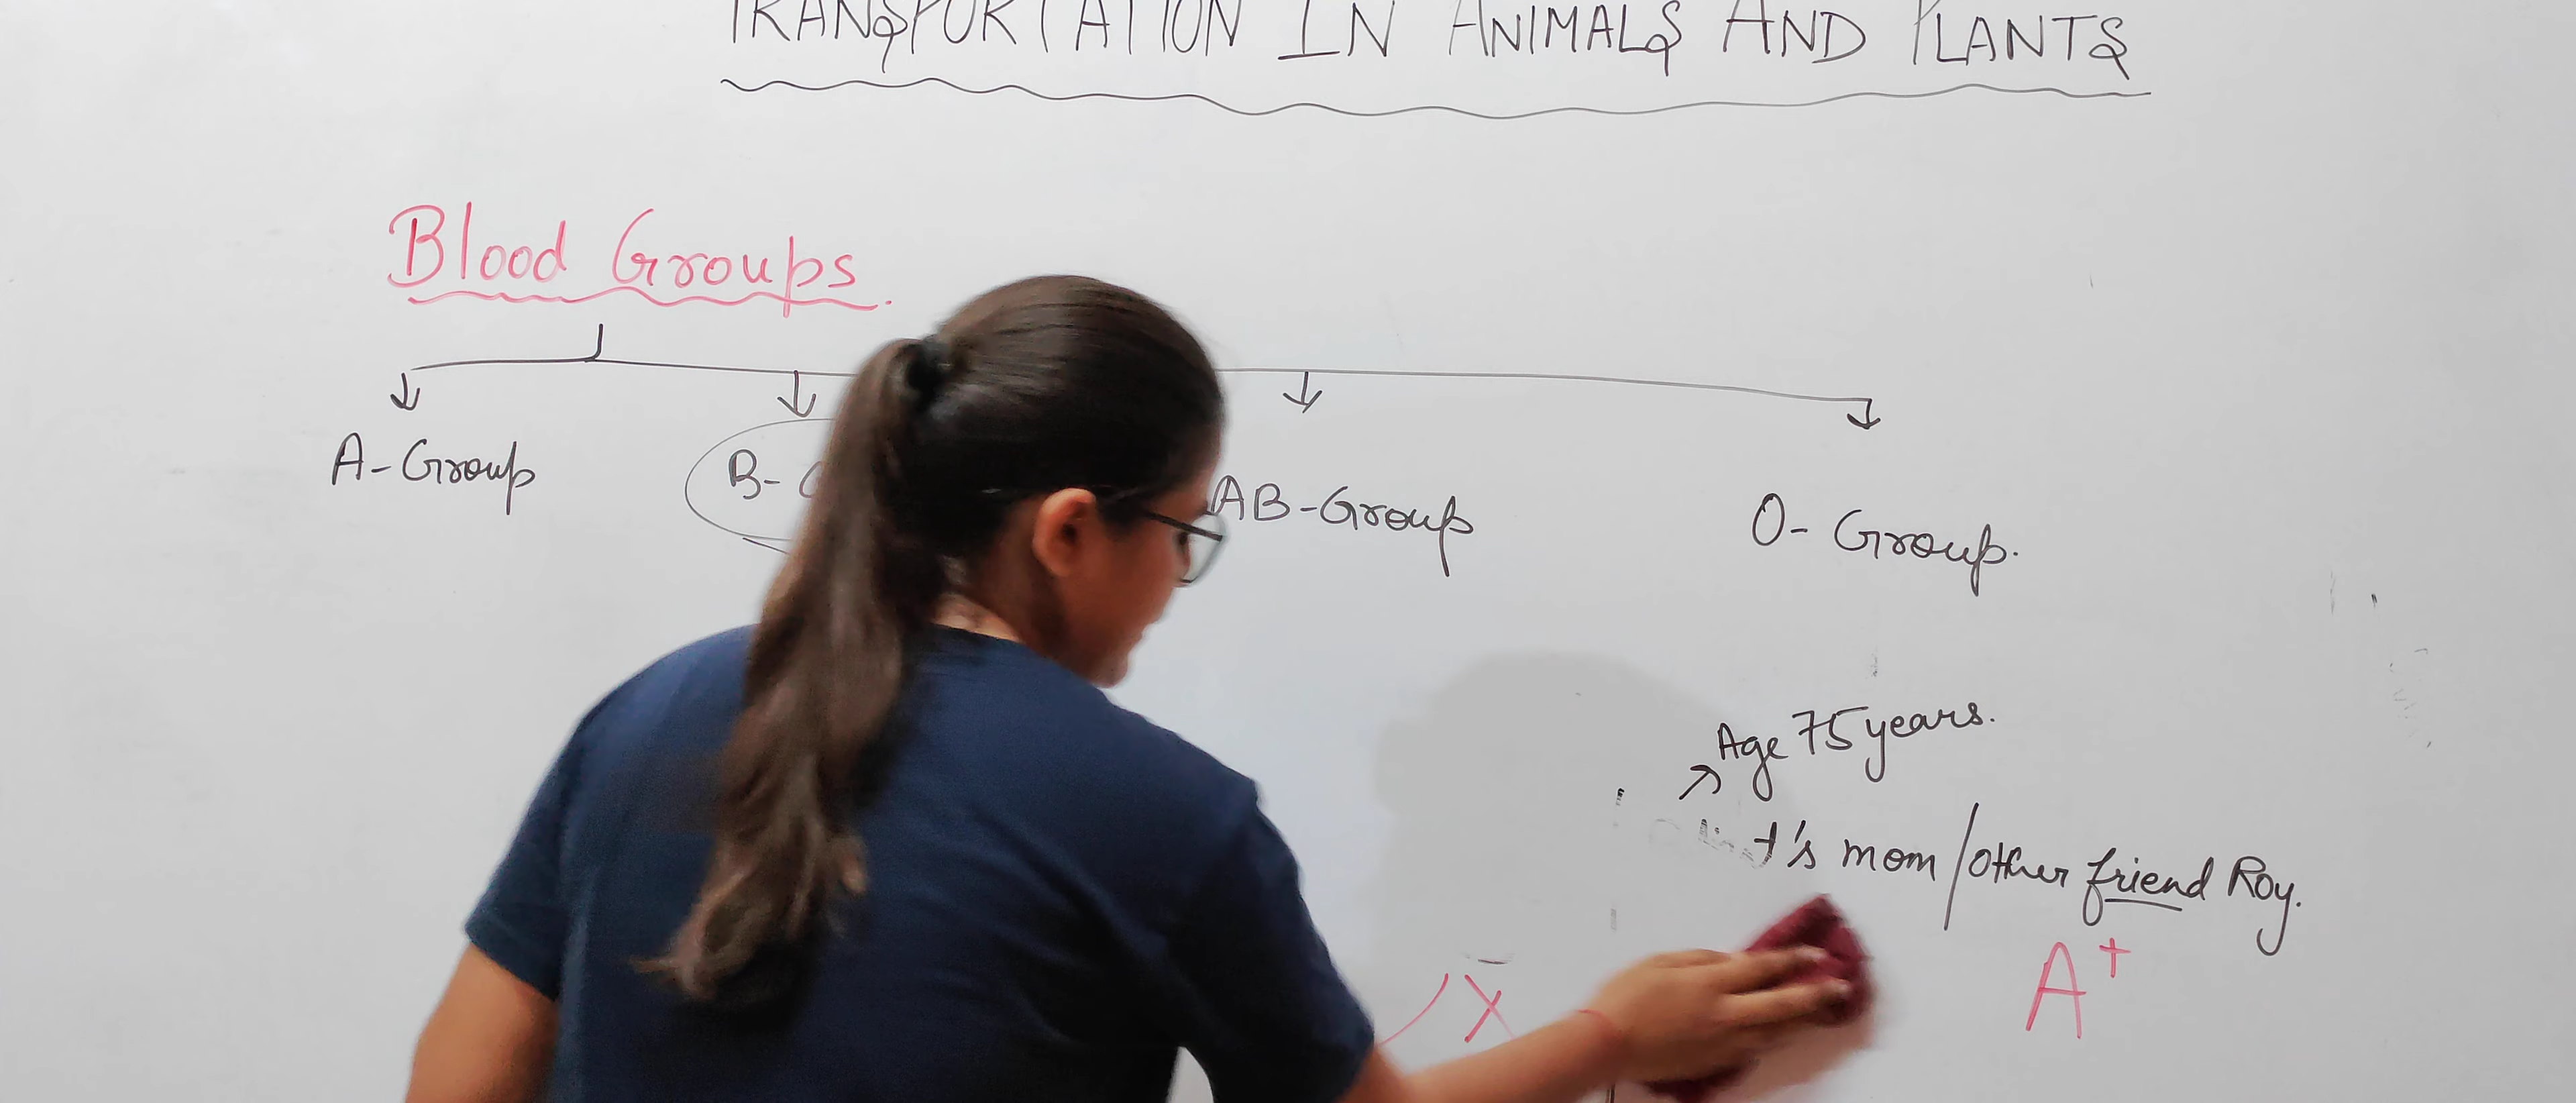 TRANSPORTATION IN ANIMALS AND PLANTS
Blood Groups.
A-Group B- AB-Group O- Group.
Age 75 years.
t's mom / other friend Roy.
X A+